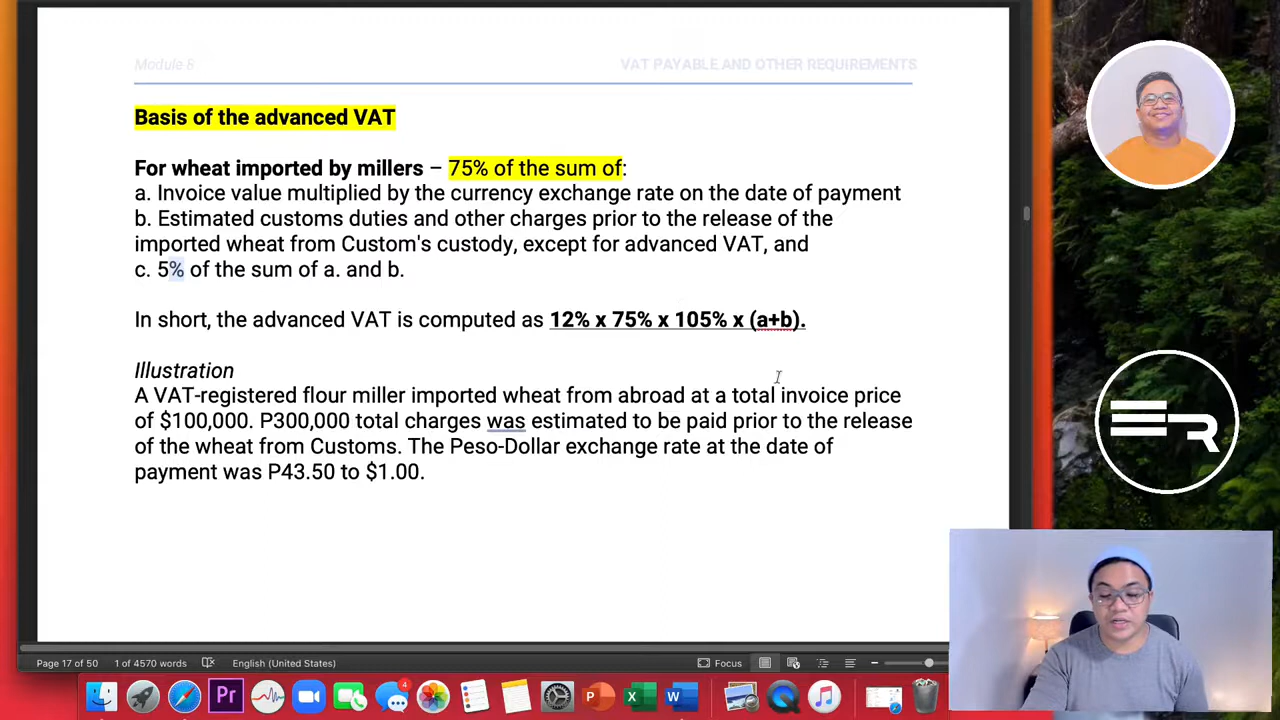 Module 8
VAT PAYABLE AND OTHER REQUIREMENTS
Basis of the advanced VAT
For wheat imported by millers – 75% of the sum of:
a. Invoice value multiplied by the currency exchange rate on the date of payment
b. Estimated customs duties and other charges prior to the release of the
imported wheat from Custom's custody, except for advanced VAT, and
c. 5% of the sum of a. and b.
In short, the advanced VAT is computed as 12% x 75% x 105% x (a+b).
Illustration
A VAT-registered flour miller imported wheat from abroad at a total invoice price
of $100,000. P300,000 total charges was estimated to be paid prior to the release
of the wheat from Customs. The Peso-Dollar exchange rate at the date of
payment was P43.50 to $1.00.
ER
Page 17 of 50
1 of 4570 words
English (United States)
Focus
Pr
4
P
X
W